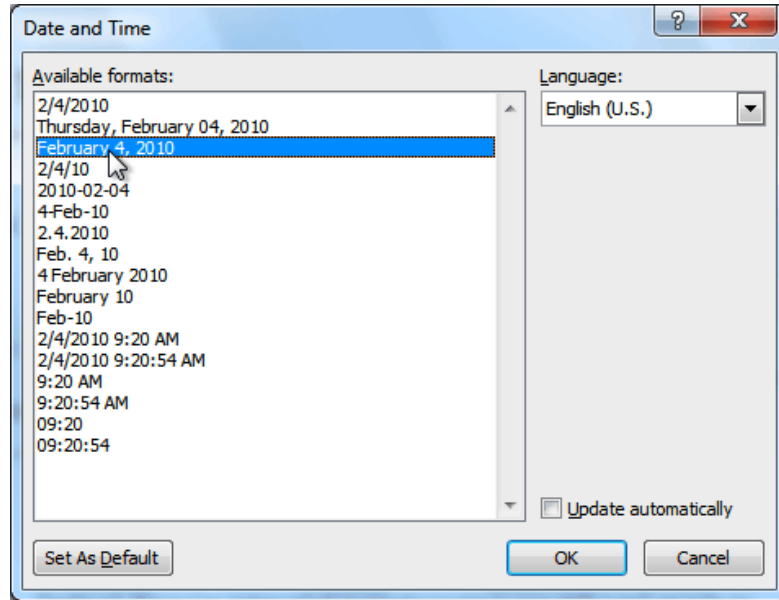 Date and Time
Available formats:
2/4/2010
Thursday, February 04, 2010
February 4, 2010
2/4/10
2010-02-04
4-Feb-10
2.4.2010
Feb. 4, 10
4 February 2010
February 10
Feb-10
2/4/2010 9:20 AM
2/4/2010 9:20:54 AM
9:20 AM
9:20:54 AM
09:20
09:20:54
Language:
English (U.S.)
Update automatically
Set As Default
OK
Cancel